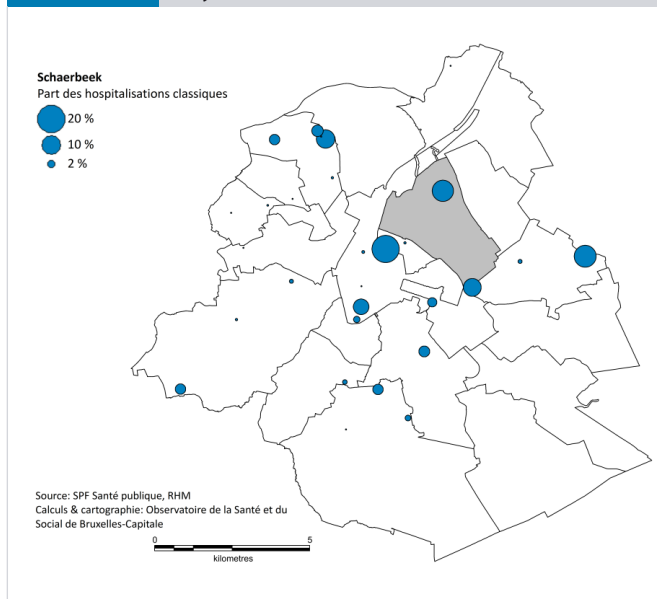 Schaerbeek
Part des hospitalisations classiques
20 %
10 %
2 %
Source: SPF Santé publique, RHM
Calculs & cartographie: Observatoire de la Santé et du
Social de Bruxelles-Capitale
0 5
kilometres